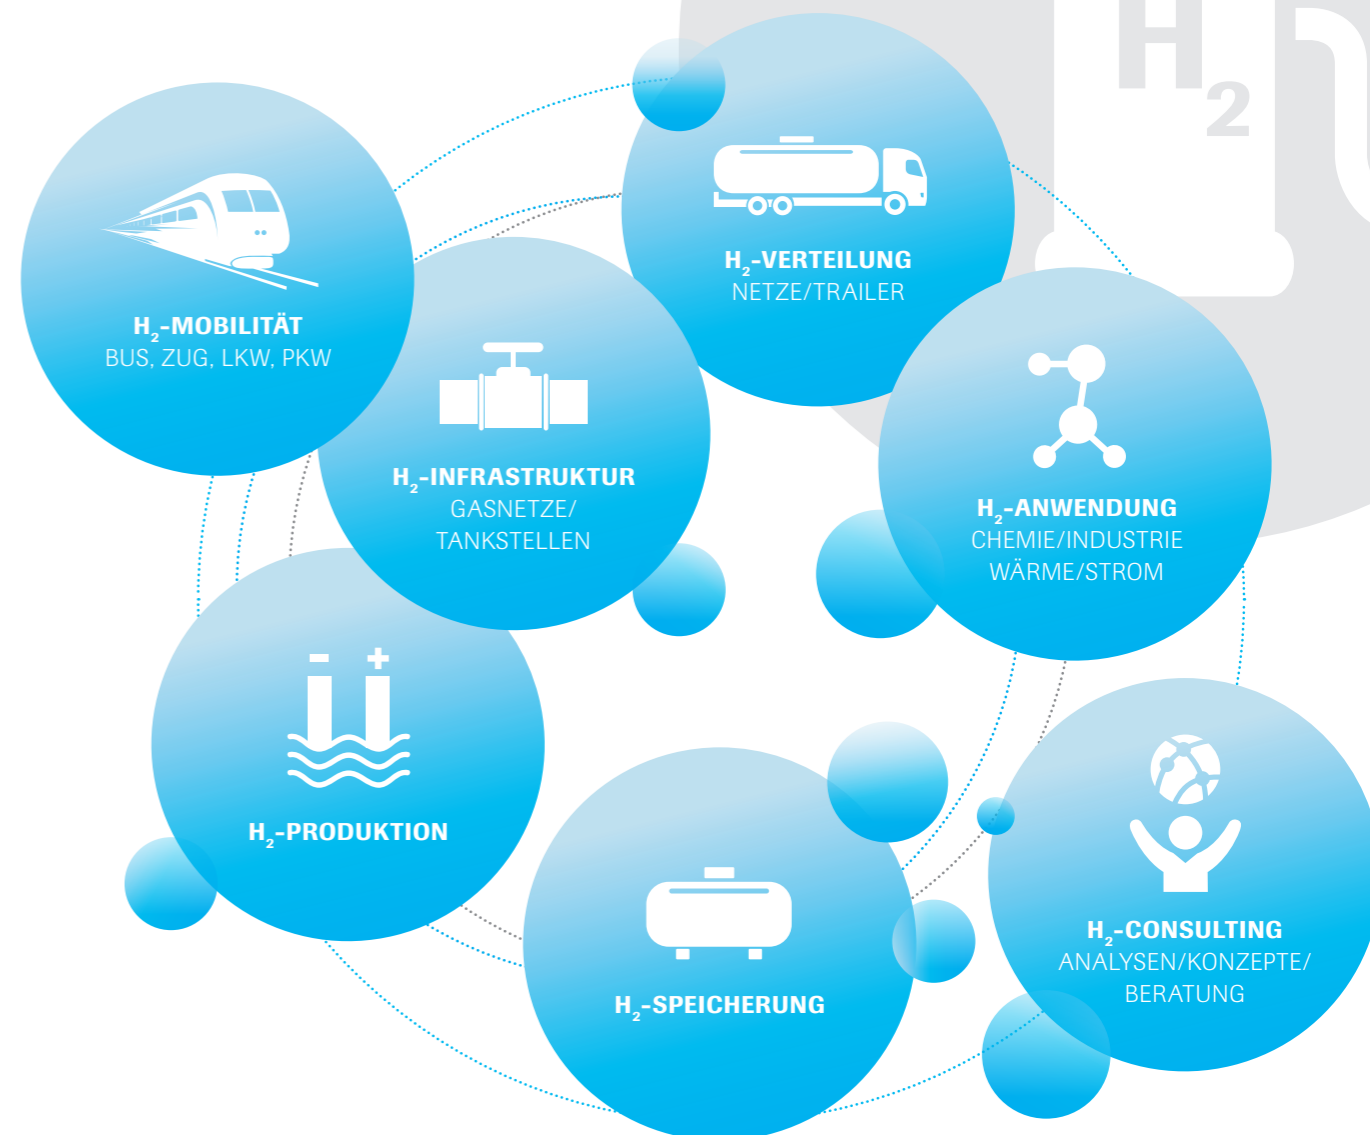 H₂
H₂-VERTEILUNG
NETZE/TRAILER
H₂-MOBILITÄT
BUS, ZUG, LKW, PKW
H₂-INFRASTRUKTUR
GASNETZE/
TANKSTELLEN
H₂-ANWENDUNG
CHEMIE/INDUSTRIE
WÄRME/STROM
- +
H₂-PRODUKTION
H₂-SPEICHERUNG
H₂-CONSULTING
ANALYSEN/KONZEPTE/
BERATUNG